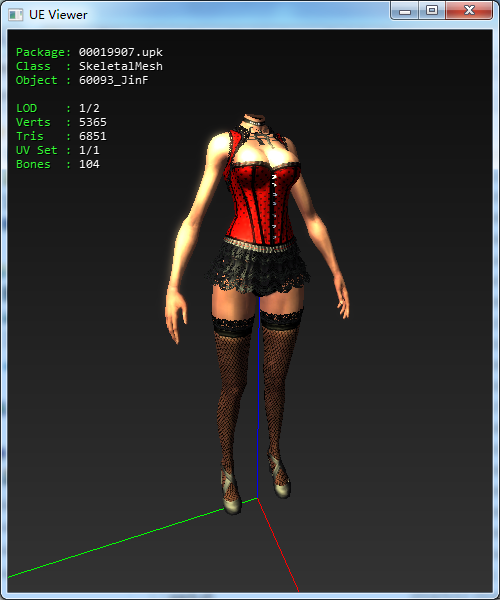 UE Viewer
Package: 00019907.upk
Class  : SkeletalMesh
Object : 60093_JinF
LOD    : 1/2
Verts  : 5365
Tris   : 6851
UV Set : 1/1
Bones  : 104